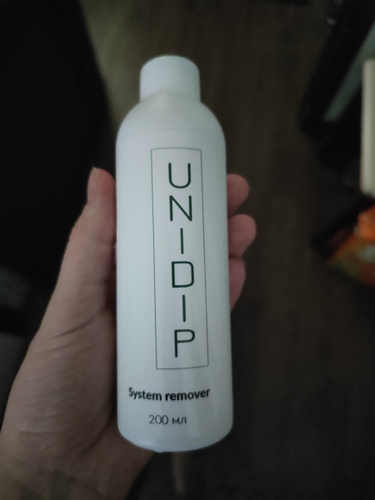 UNIDIP
System remover
200 мл